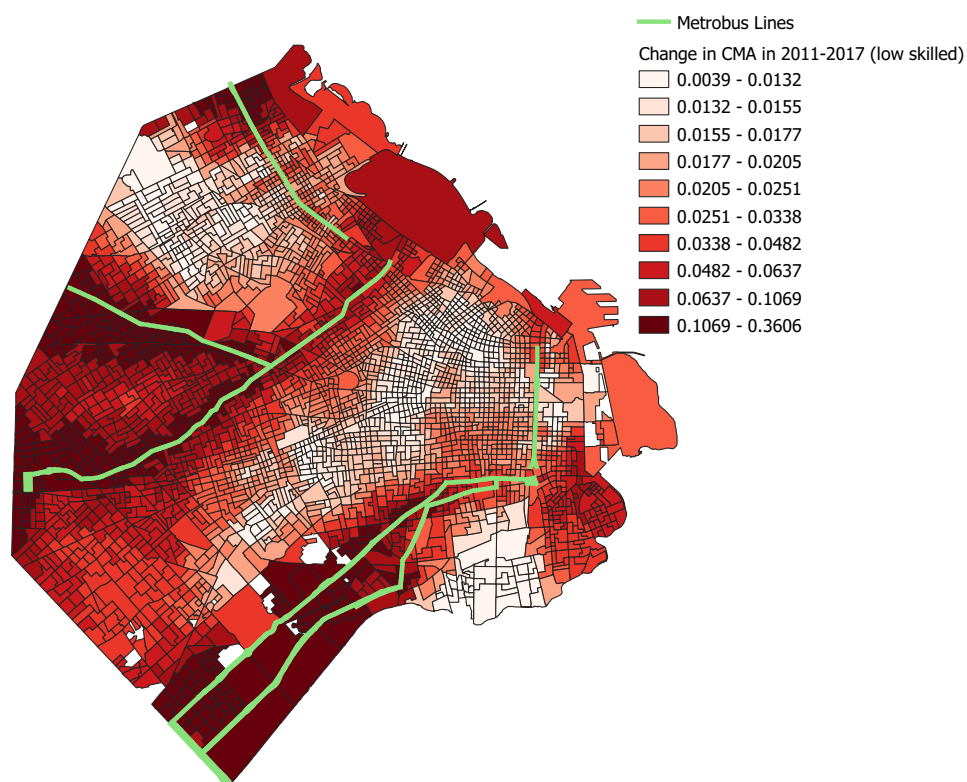 Metrobus Lines
Change in CMA in 2011-2017 (low skilled)
0.0039 - 0.0132
0.0132 - 0.0155
0.0155 - 0.0177
0.0177 - 0.0205
0.0205 - 0.0251
0.0251 - 0.0338
0.0338 - 0.0482
0.0482 - 0.0637
0.0637 - 0.1069
0.1069 - 0.3606